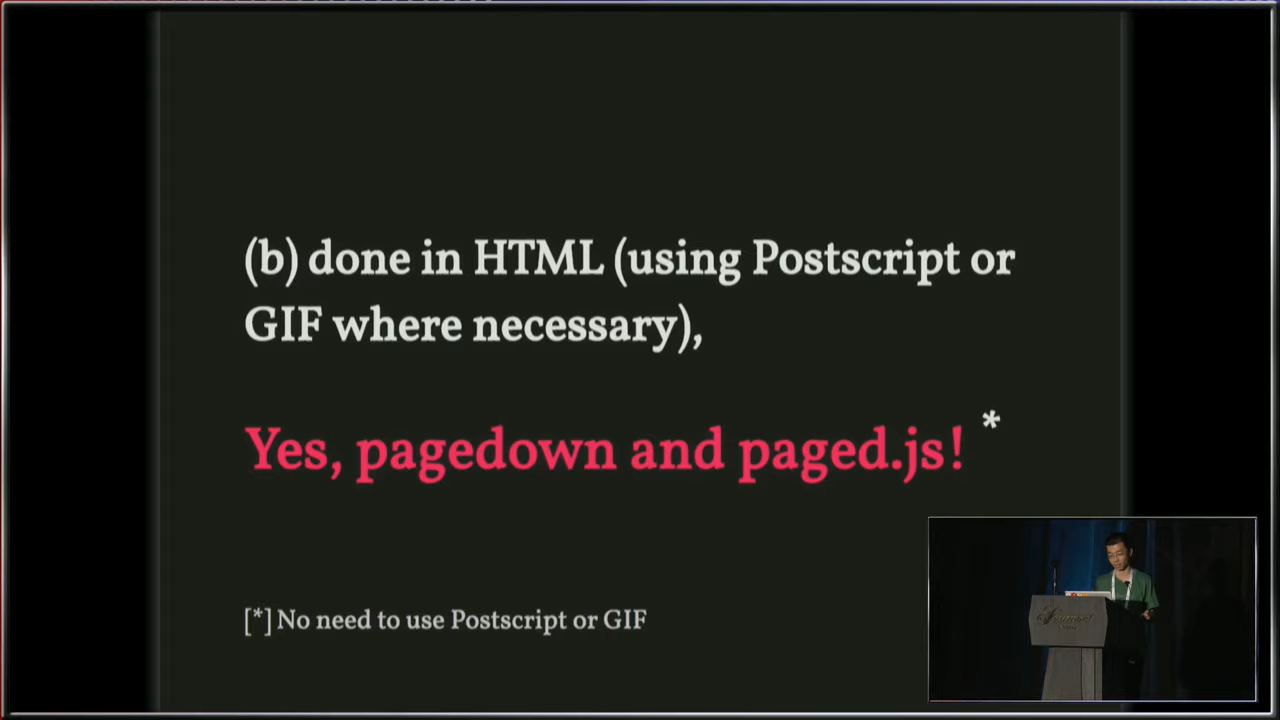 (b) done in HTML (using Postscript or
GIF where necessary),
Yes, pagedown and paged.js! *
[*] No need to use Postscript or GIF